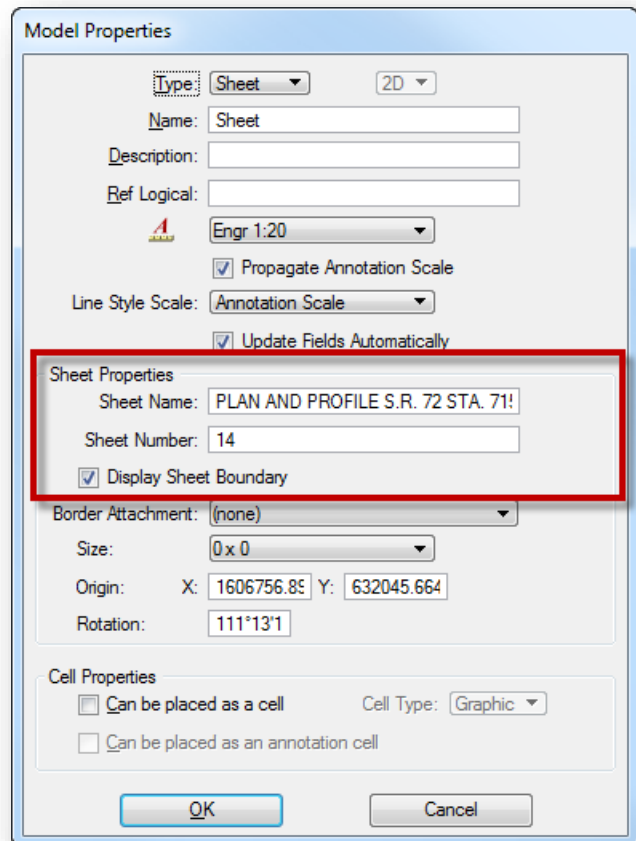 Model Properties
Type: Sheet 2D
Name: Sheet
Description:
Ref Logical:
A Engr 1:20
Propagate Annotation Scale
Line Style Scale: Annotation Scale
Update Fields Automatically
Sheet Properties
Sheet Name: PLAN AND PROFILE S.R. 72 STA. 715
Sheet Number: 14
Display Sheet Boundary
Border Attachment: (none)
Size: 0 x 0
Origin: X: 1606756.89 Y: 632045.664
Rotation: 111°13'1
Cell Properties
Can be placed as a cell Cell Type: Graphic
Can be placed as an annotation cell
OK Cancel